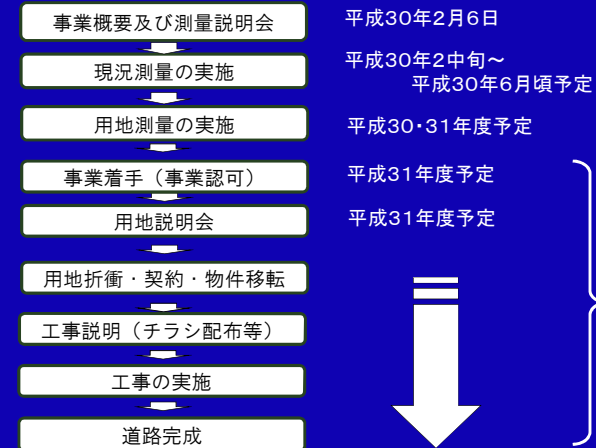 事業概要及び測量説明会 平成30年2月6日
現況測量の実施 平成30年2中旬～
平成30年6月頃予定
用地測量の実施 平成30・31年度予定
事業着手（事業認可） 平成31年度予定
用地説明会 平成31年度予定
用地折衝・契約・物件移転
工事説明（チラシ配布等）
工事の実施
道路完成